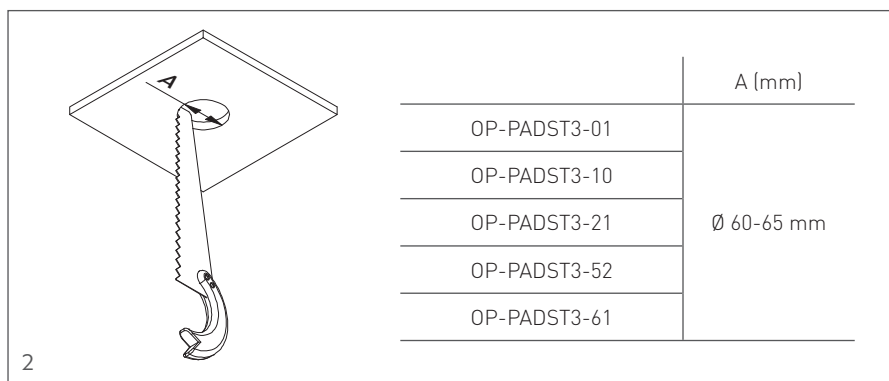 A
A (mm)
OP-PADST3-01
OP-PADST3-10
OP-PADST3-21
Ø 60-65 mm
OP-PADST3-52
OP-PADST3-61
2